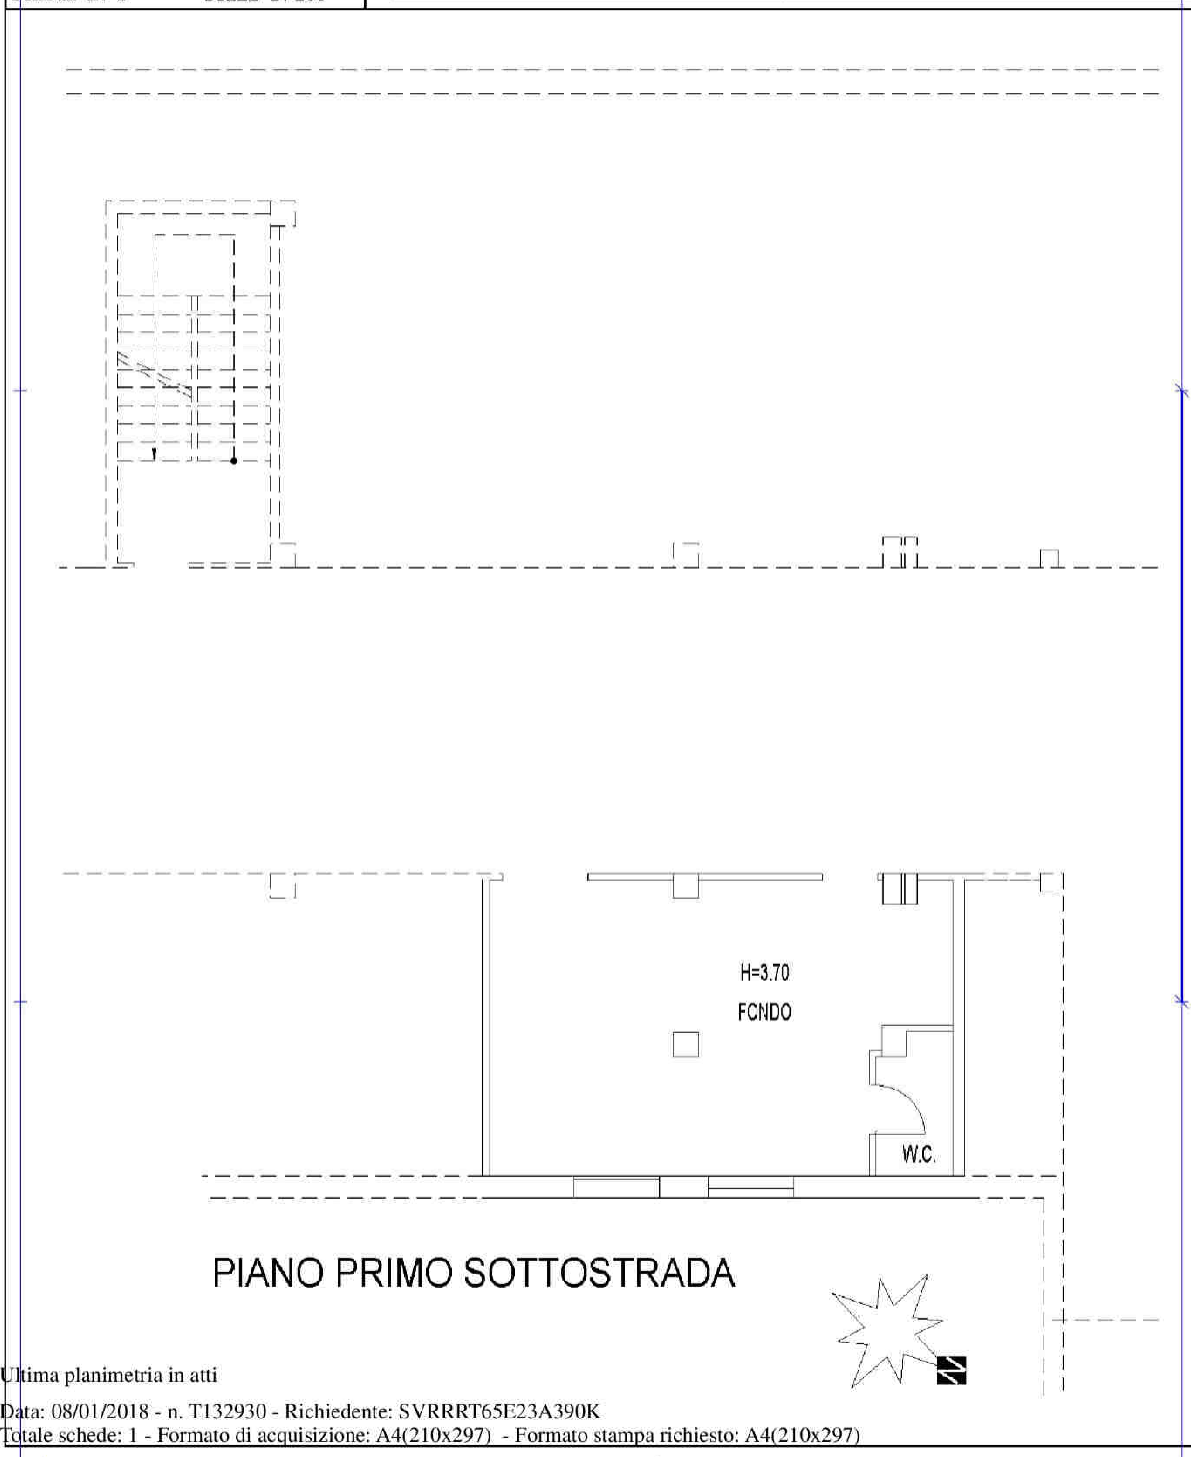 H=3.70
FONDO
W.C.
PIANO PRIMO SOTTOSTRADA
N
Ultima planimetria in atti
Data: 08/01/2018 - n. T132930 - Richiedente: SVRRRT65E23A390K
Totale schede: 1 - Formato di acquisizione: A4(210x297) - Formato stampa richiesto: A4(210x297)